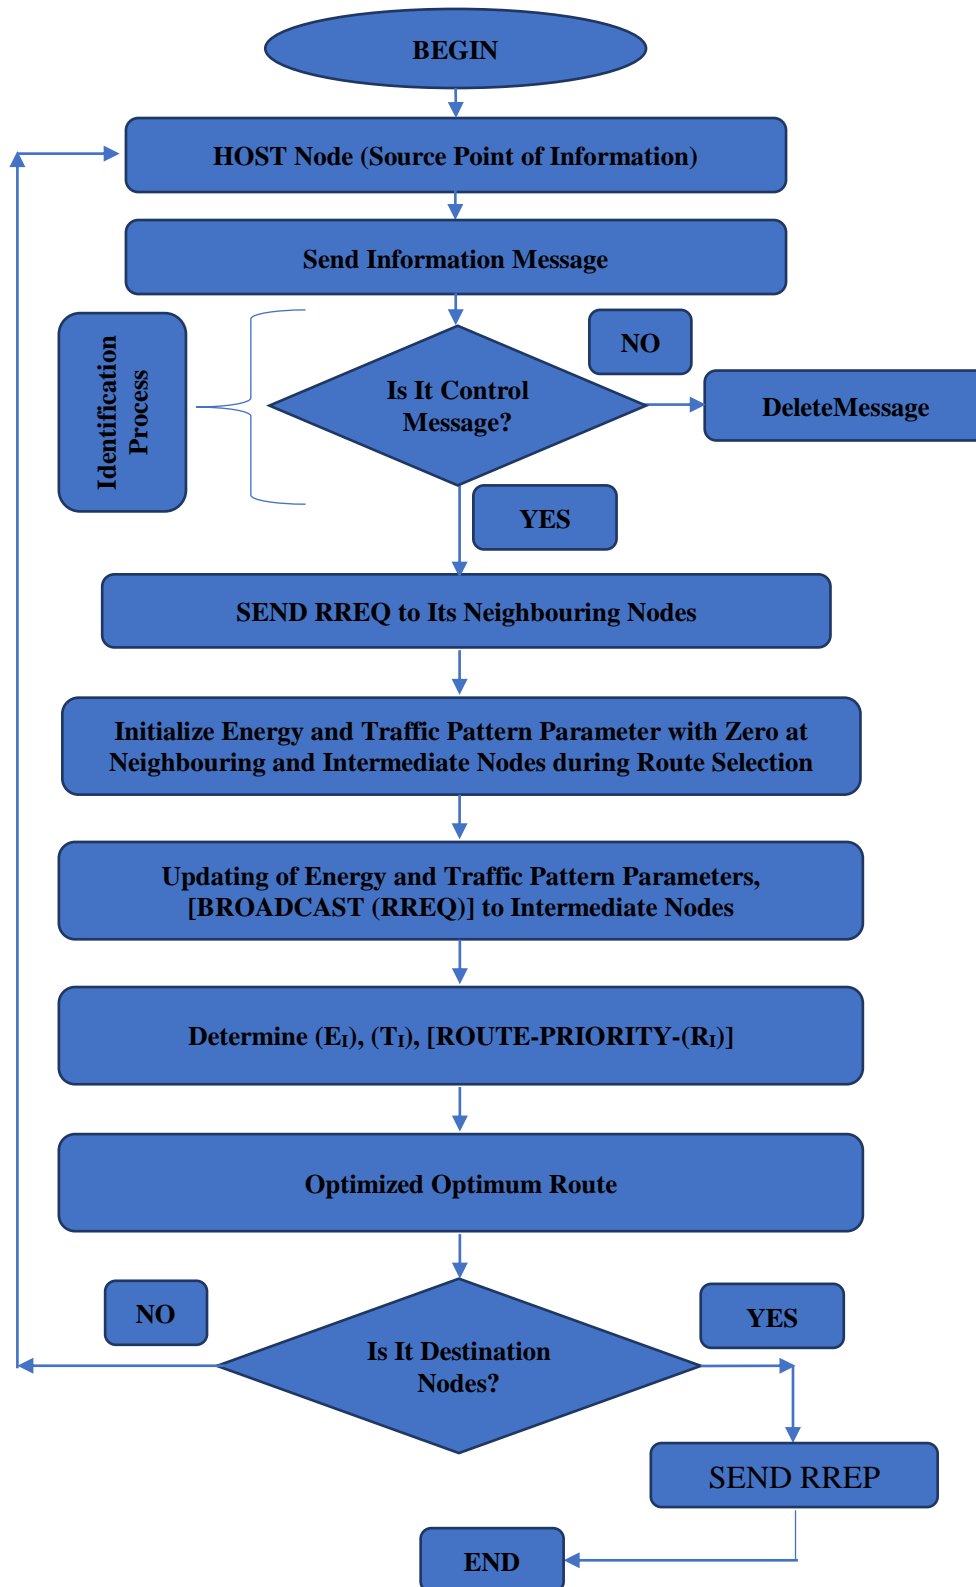 BEGIN
HOST Node (Source Point of Information)
Send Information Message
Identification
Process
Is It Control
Message?
NO
DeleteMessage
YES
SEND RREQ to Its Neighbouring Nodes
Initialize Energy and Traffic Pattern Parameter with Zero at
Neighbouring and Intermediate Nodes during Route Selection
Updating of Energy and Traffic Pattern Parameters,
[BROADCAST (RREQ)] to Intermediate Nodes
Determine (EI), (TI), [ROUTE-PRIORITY-(RI)]
Optimized Optimum Route
NO
YES
Is It Destination
Nodes?
SEND RREP
END